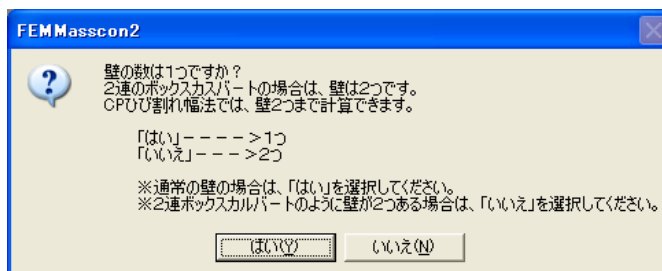 FEMMasscon2
壁の数は1つですか？
2連のボックスカスバートの場合は、壁は2つです。
CPひび割れ幅法では、壁2つまで計算できます。
「はい」－－－－＞1つ
「いいえ」－－－＞2つ
※通常の壁の場合は、「はい」を選択してください。
※2連ボックスカルバートのように壁が2つある場合は、「いいえ」を選択してください。
はい(Y)
いいえ(N)